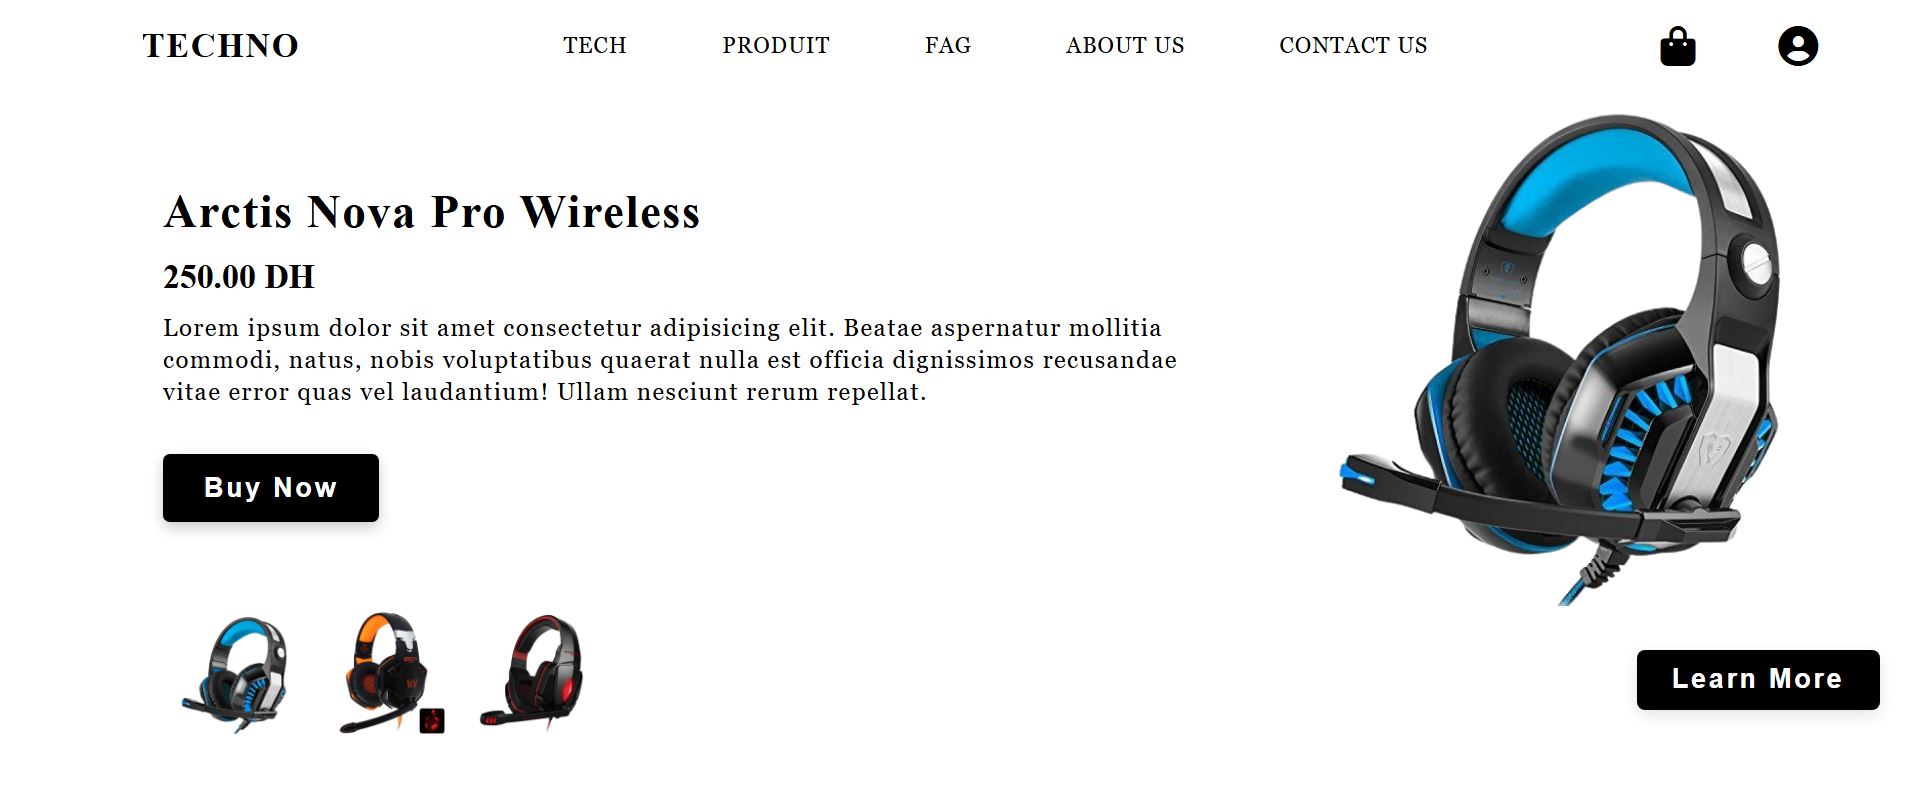 TECHNO
TECH
PRODUIT
FAG
ABOUT US
CONTACT US
Arctis Nova Pro Wireless
250.00 DH
Lorem ipsum dolor sit amet consectetur adipisicing elit. Beatae aspernatur mollitia
commodi, natus, nobis voluptatibus quaerat nulla est officia dignissimos recusandae
vitae error quas vel laudantium! Ullam nesciunt rerum repellat.
Buy Now
Learn More